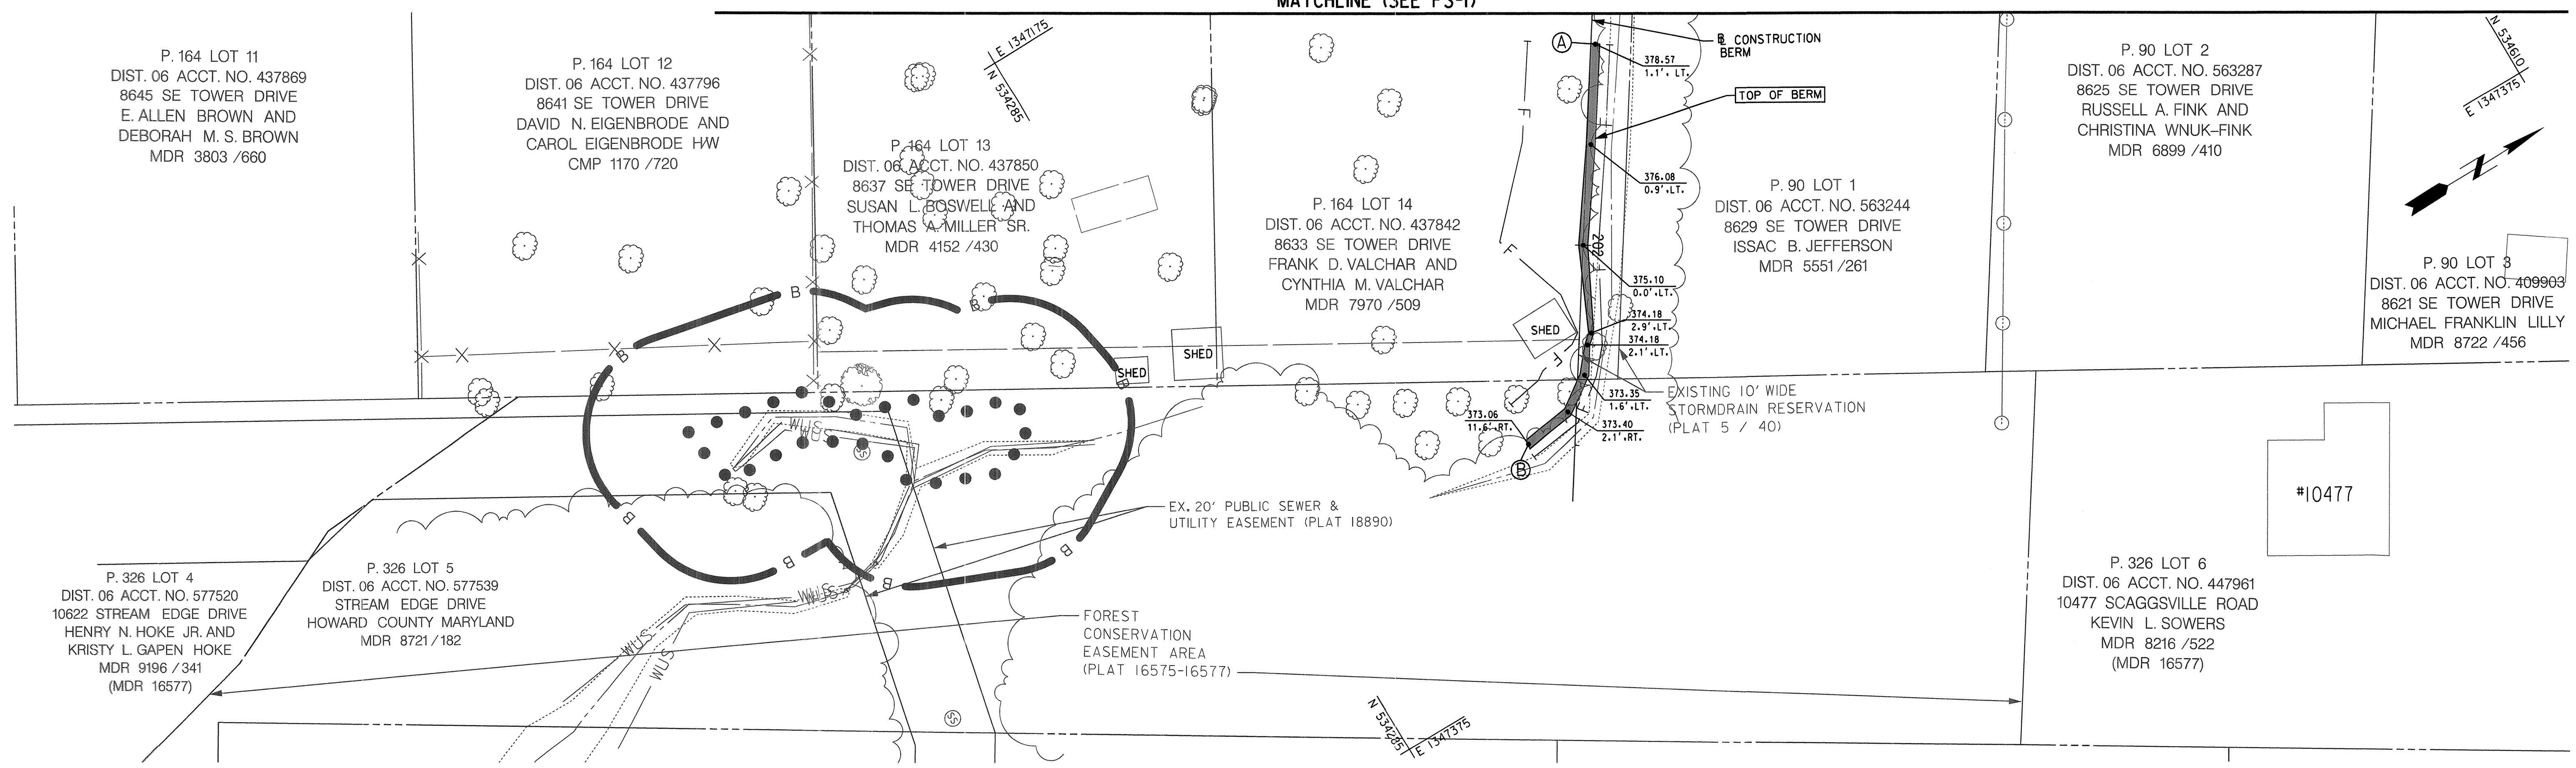 MATCHLINE (SEE PS-1)
P. 164 LOT 11
DIST. 06 ACCT. NO. 437869
8645 SE TOWER DRIVE
E. ALLEN BROWN AND
DEBORAH M. S. BROWN
MDR 3803 /660
P. 164 LOT 12
DIST. 06 ACCT. NO. 437796
8641 SE TOWER DRIVE
DAVID N. EIGENBRODE AND
CAROL EIGENBRODE H/W
CMP 1170 /720
P. 164 LOT 13
DIST. 06 ACCT. NO. 437850
8637 SE TOWER DRIVE
SUSAN L. BOSWELL AND
THOMAS A. MILLER SR.
MDR 4152 /430
E 1347175
N 534285
P. 164 LOT 14
DIST. 06 ACCT. NO. 437842
8633 SE TOWER DRIVE
FRANK D. VALCHAR AND
CYNTHIA M. VALCHAR
MDR 7970 /509
F
F
F
F
A
BL CONSTRUCTION
BERM
378.57
1.1', LT.
TOP OF BERM
376.08
0.9', LT.
202
375.10
0.0', LT.
374.18
2.9', LT.
374.18
2.1', LT.
373.35
1.6', LT.
373.40
2.1', RT.
373.06
11.6', RT.
B
P. 90 LOT 1
DIST. 06 ACCT. NO. 563244
8629 SE TOWER DRIVE
ISSAC B. JEFFERSON
MDR 5551 /261
P. 90 LOT 2
DIST. 06 ACCT. NO. 563287
8625 SE TOWER DRIVE
RUSSELL A. FINK AND
CHRISTINA WNUK-FINK
MDR 6899 /410
N 534610
E 1347375
N
P. 90 LOT 3
DIST. 06 ACCT. NO. 409903
8621 SE TOWER DRIVE
MICHAEL FRANKLIN LILLY
MDR 8722 /456
SHED
SHED
SHED
EXISTING 10' WIDE
STORMDRAIN RESERVATION
(PLAT 5 / 40)
B
B
B
B
B
B
B
B
WUS
WUS
SS
EX. 20' PUBLIC SEWER &
UTILITY EASEMENT (PLAT 18890)
#10477
P. 326 LOT 4
DIST. 06 ACCT. NO. 577520
10622 STREAM EDGE DRIVE
HENRY N. HOKE JR. AND
KRISTY L. GAPEN HOKE
MDR 9196 /341
(MDR 16577)
P. 326 LOT 5
DIST. 06 ACCT. NO. 577539
STREAM EDGE DRIVE
HOWARD COUNTY MARYLAND
MDR 8721 /182
WUS
WUS
WUS
WUS
FOREST
CONSERVATION
EASEMENT AREA
(PLAT 16575-16577)
P. 326 LOT 6
DIST. 06 ACCT. NO. 447961
10477 SCAGGSVILLE ROAD
KEVIN L. SOWERS
MDR 8216 /522
(MDR 16577)
SS
N 534285
E 1347375